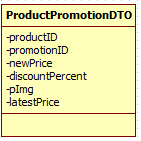 ProductPromotionDTO
-productID
-promotionID
-newPrice
-discountPercent
-pImg
-latestPrice